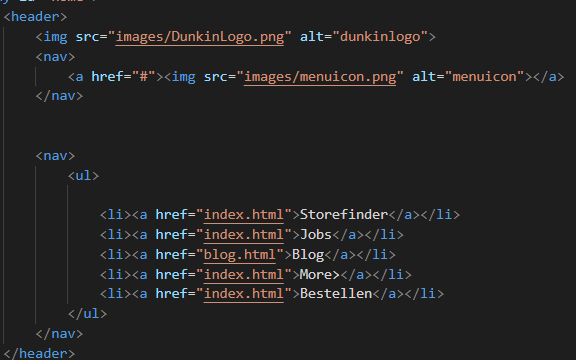 <header>
<img src="images/DunkinLogo.png" alt="dunkinlogo">
<nav>
<a href="#"><img src="images/menuicon.png" alt="menuicon"></a>
</nav>
<nav>
<ul>
<li><a href="index.html">Storefinder</a></li>
<li><a href="index.html">Jobs</a></li>
<li><a href="blog.html">Blog</a></li>
<li><a href="index.html">More></a></li>
<li><a href="index.html">Bestellen</a></li>
</ul>
</nav>
</header>